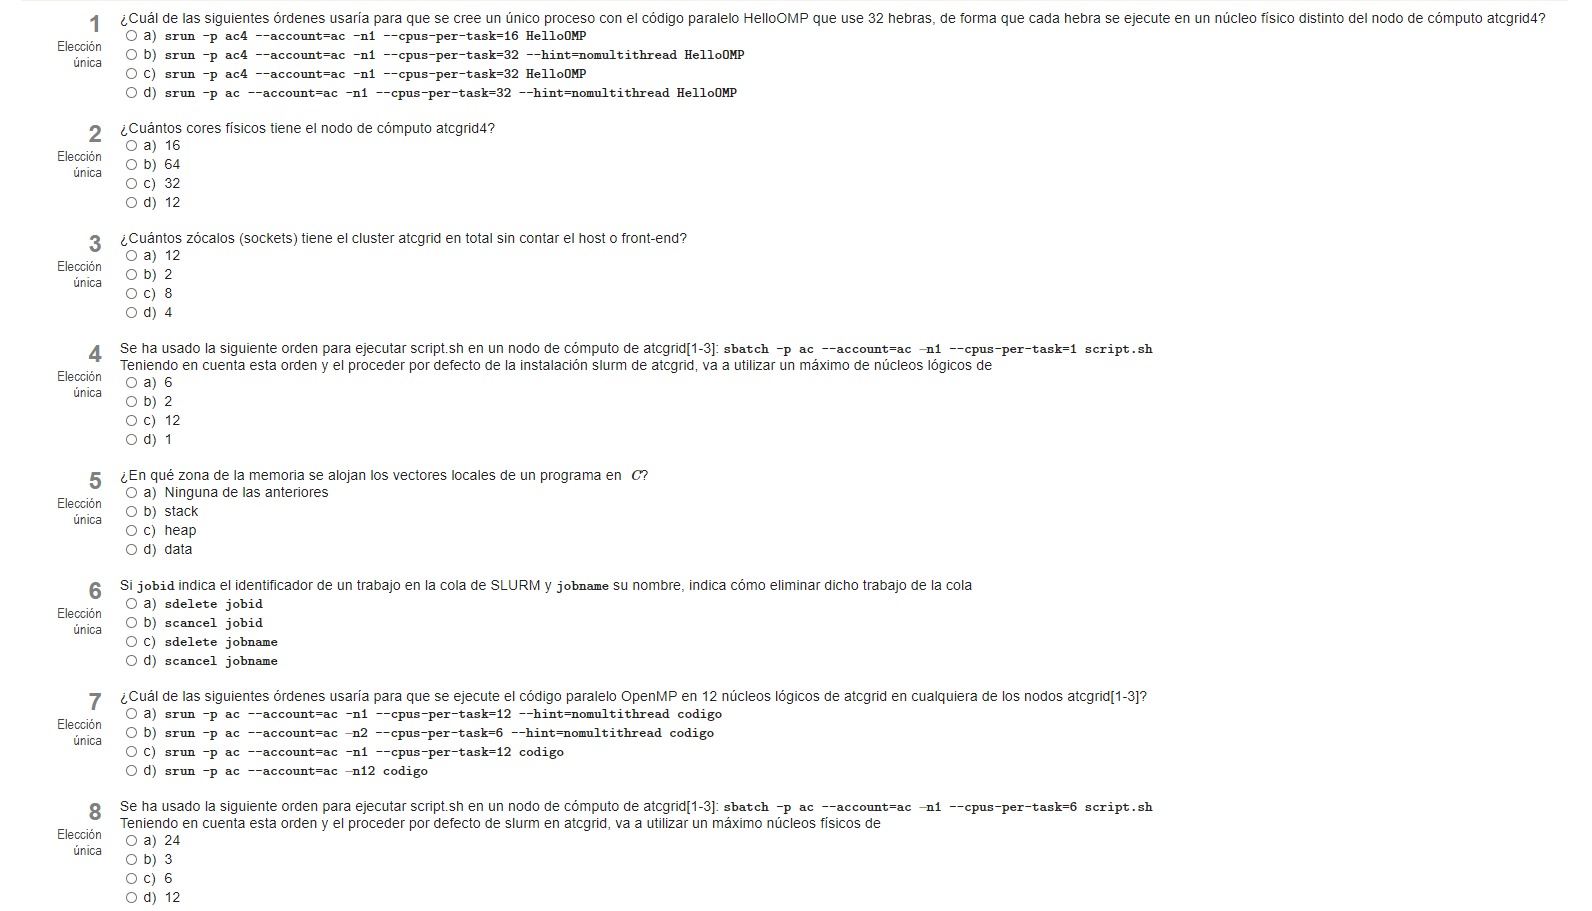 1
Elección
única
¿Cuál de las siguientes órdenes usaría para que se cree un único proceso con el código paralelo HelloOMP que use 32 hebras, de forma que cada hebra se ejecute en un núcleo físico distinto del nodo de cómputo atcgrid4?
a) srun -p ac4 --account=ac -n1 --cpus-per-task=16 HelloOMP
b) srun -p ac4 --account=ac -n1 --cpus-per-task=32 --hint=nomultithread HelloOMP
c) srun -p ac4 --account=ac -n1 --cpus-per-task=32 HelloOMP
d) srun -p ac --account=ac -n1 --cpus-per-task=32 --hint=nomultithread HelloOMP
2
Elección
única
¿Cuántos cores físicos tiene el nodo de cómputo atcgrid4?
a) 16
b) 64
c) 32
d) 12
3
Elección
única
¿Cuántos zócalos (sockets) tiene el cluster atcgrid en total sin contar el host o front-end?
a) 12
b) 2
c) 8
d) 4
4
Elección
única
Se ha usado la siguiente orden para ejecutar script.sh en un nodo de cómputo de atcgrid[1-3]: sbatch -p ac --account=ac –n1 --cpus-per-task=1 script.sh
Teniendo en cuenta esta orden y el proceder por defecto de la instalación slurm de atcgrid, va a utilizar un máximo de núcleos lógicos de
a) 6
b) 2
c) 12
d) 1
5
Elección
única
¿En qué zona de la memoria se alojan los vectores locales de un programa en C?
a) Ninguna de las anteriores
b) stack
c) heap
d) data
6
Elección
única
Si jobid indica el identificador de un trabajo en la cola de SLURM y jobname su nombre, indica cómo eliminar dicho trabajo de la cola
a) sdelete jobid
b) scancel jobid
c) sdelete jobname
d) scancel jobname
7
Elección
única
¿Cuál de las siguientes órdenes usaría para que se ejecute el código paralelo OpenMP en 12 núcleos lógicos de atcgrid en cualquiera de los nodos atcgrid[1-3]?
a) srun -p ac --account=ac -n1 --cpus-per-task=12 --hint=nomultithread codigo
b) srun -p ac --account=ac –n2 --cpus-per-task=6 --hint=nomultithread codigo
c) srun -p ac --account=ac -n1 --cpus-per-task=12 codigo
d) srun -p ac --account=ac –n12 codigo
8
Elección
única
Se ha usado la siguiente orden para ejecutar script.sh en un nodo de cómputo de atcgrid[1-3]: sbatch -p ac --account=ac –n1 --cpus-per-task=6 script.sh
Teniendo en cuenta esta orden y el proceder por defecto de slurm en atcgrid, va a utilizar un máximo núcleos físicos de
a) 24
b) 3
c) 6
d) 12